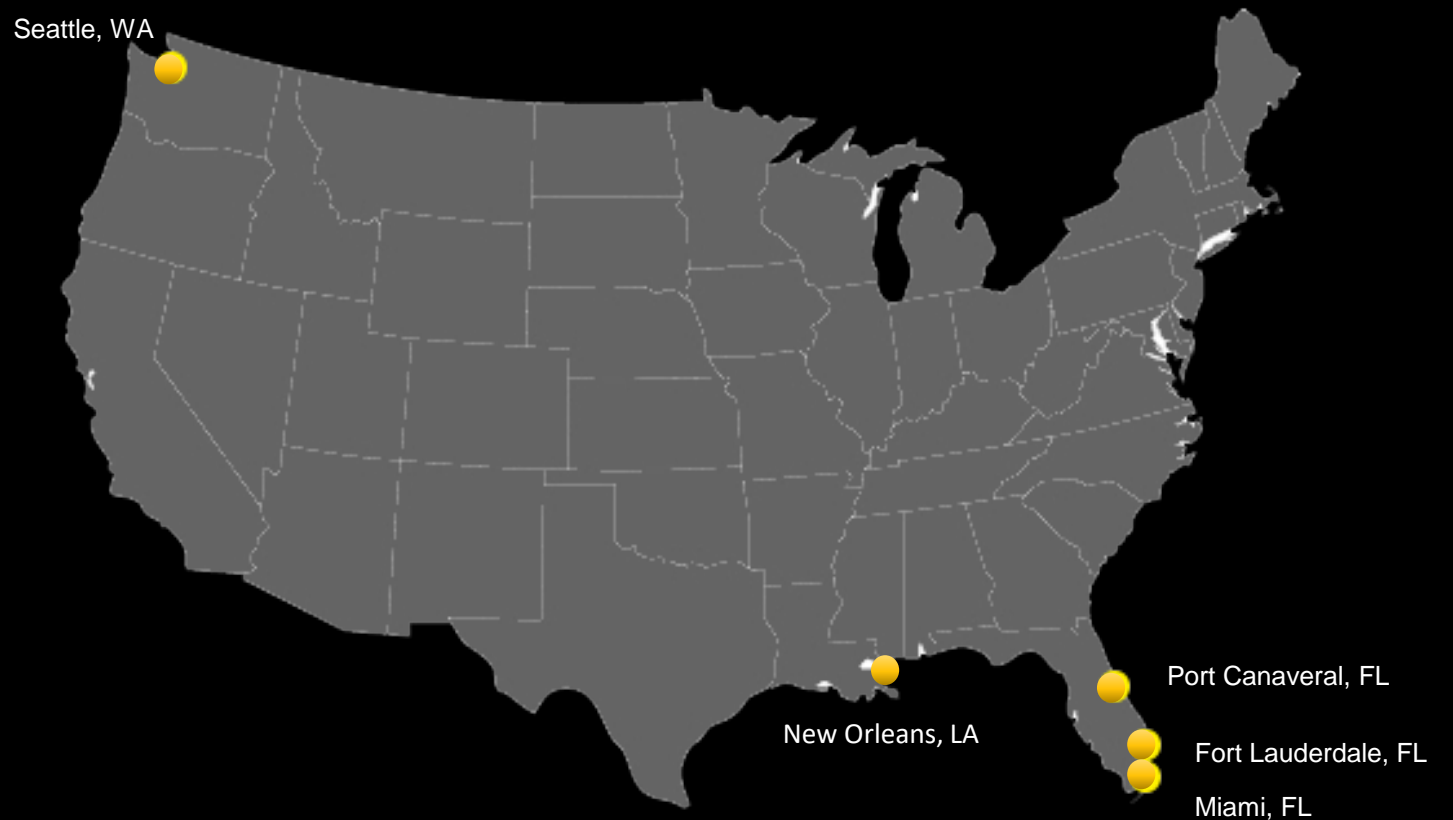 Seattle, WA
Port Canaveral, FL
New Orleans, LA
Fort Lauderdale, FL
Miami, FL